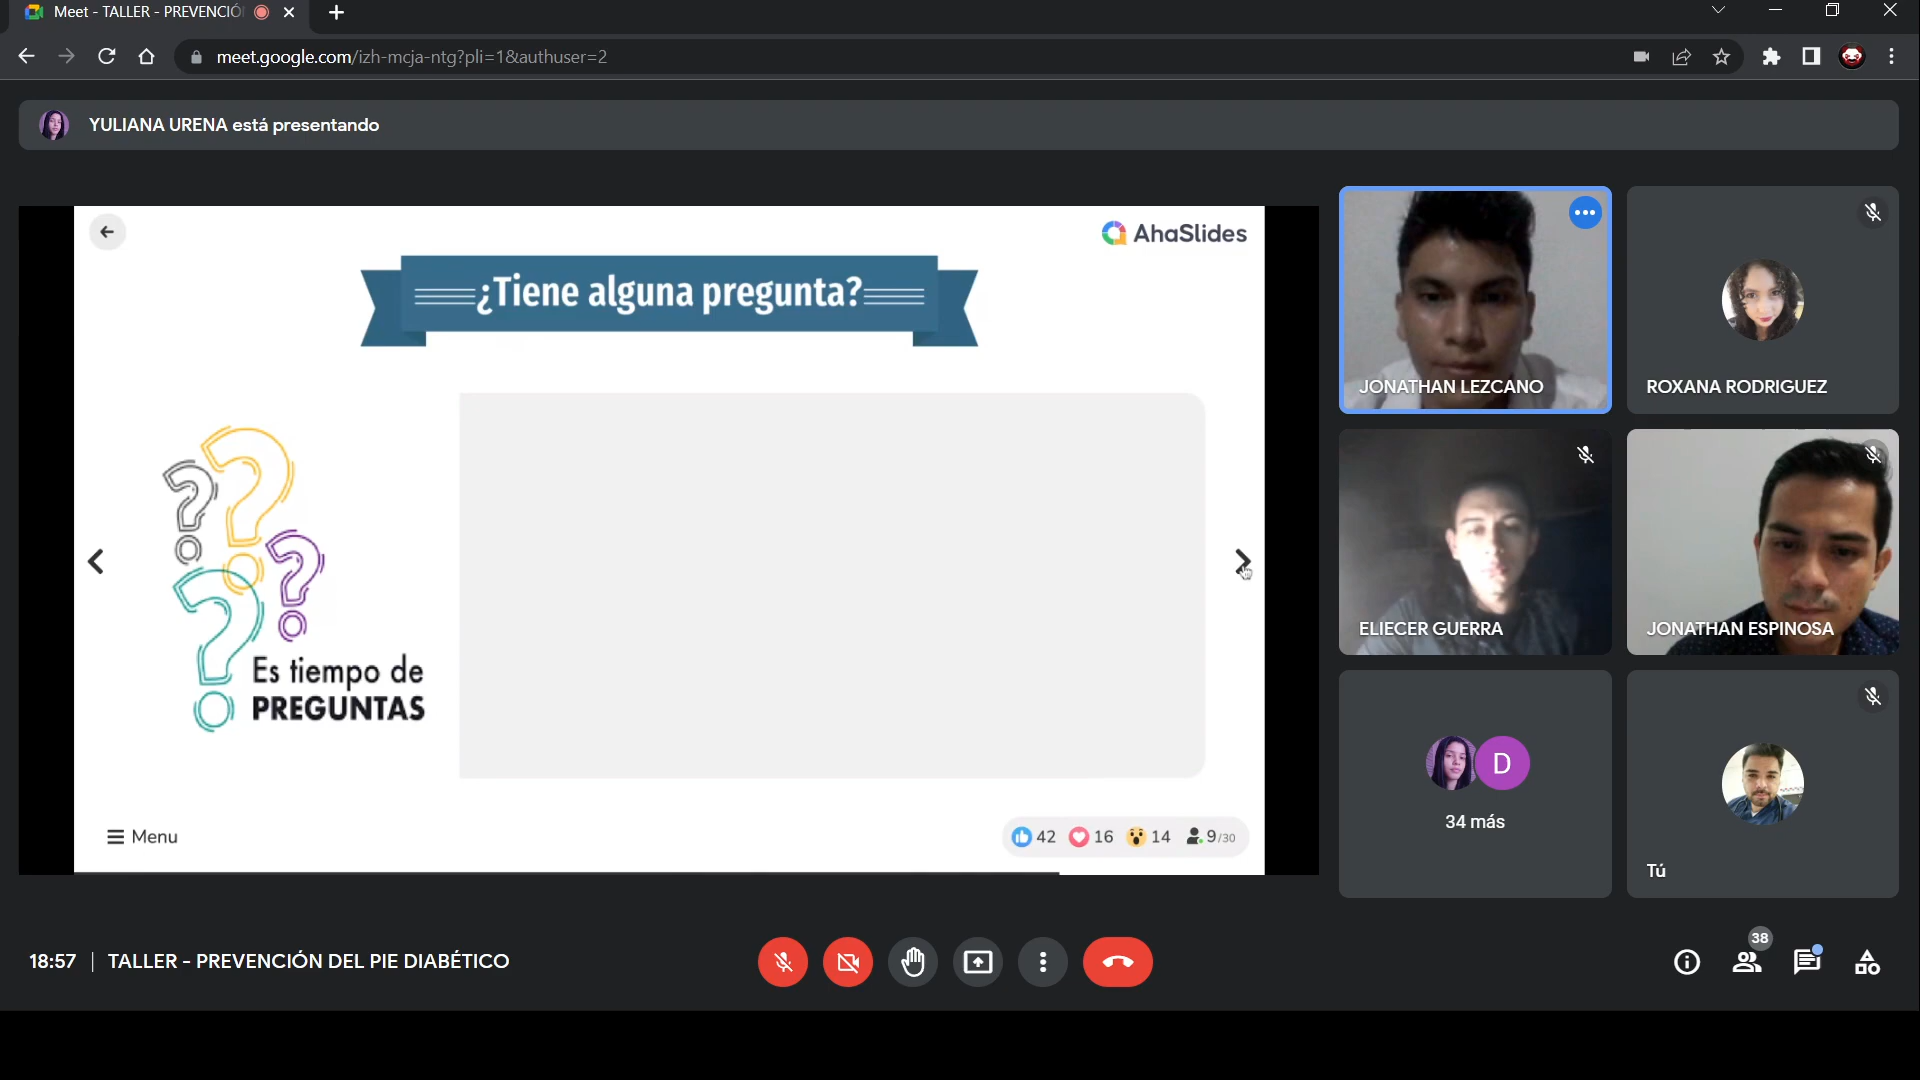 Meet - TALLER - PREVENCIÓN
meet.google.com/izh-mcja-ntg?pli=1&authuser=2
YULIANA URENA está presentando
AhaSlides
¿Tiene alguna pregunta?
Es tiempo de
PREGUNTAS
Menu
42 16 14 9/30
JONATHAN LEZCANO
ROXANA RODRIGUEZ
ELIECER GUERRA
JONATHAN ESPINOSA
D
34 más
Tú
18:57 | TALLER - PREVENCIÓN DEL PIE DIABÉTICO
38